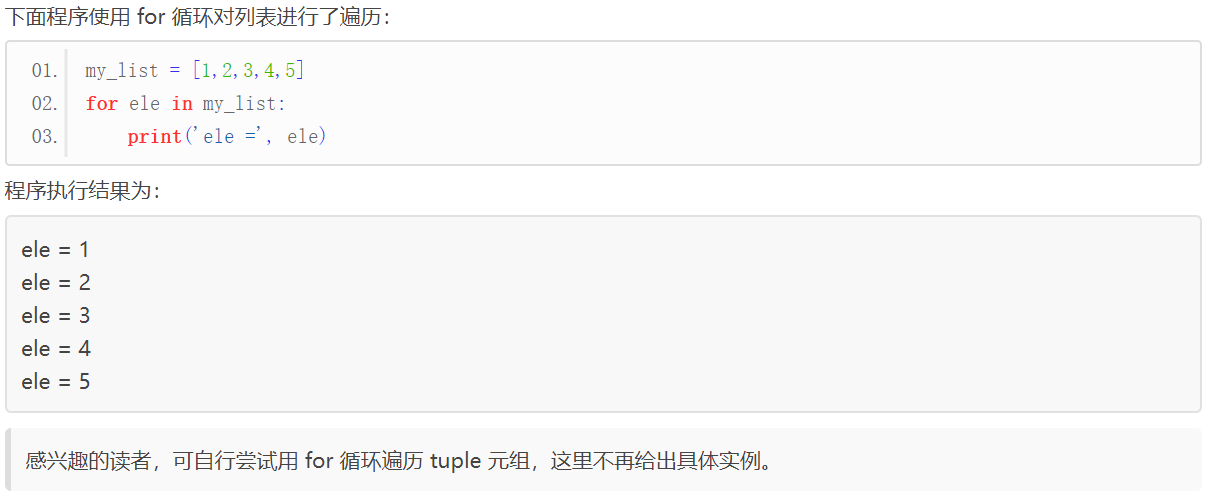 下面程序使用 for 循环对列表进行了遍历：
01. my_list = [1,2,3,4,5]
02. for ele in my_list:
03.     print('ele =', ele)
程序执行结果为：
ele = 1
ele = 2
ele = 3
ele = 4
ele = 5
感兴趣的读者，可自行尝试用 for 循环遍历 tuple 元组，这里不再给出具体实例。